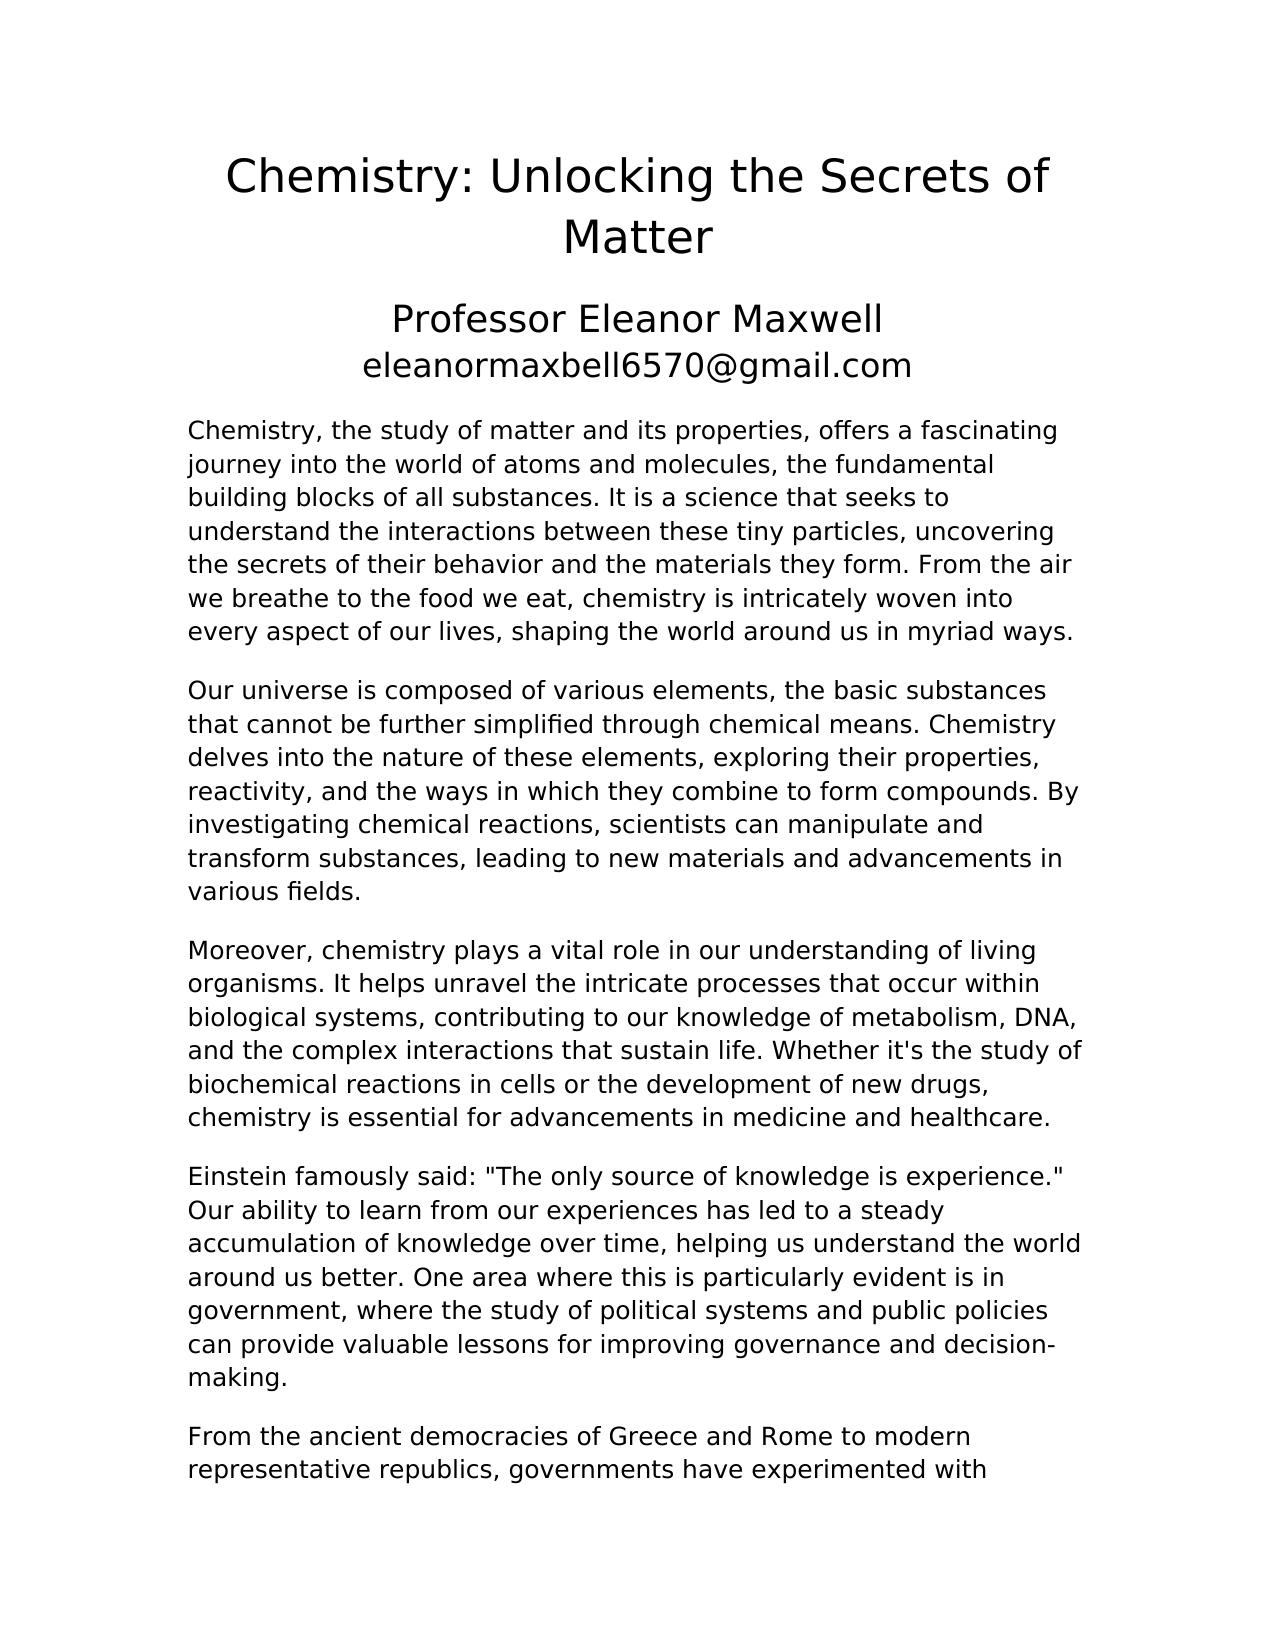 Chemistry: Unlocking the Secrets of
Matter
Professor Eleanor Maxwell
eleanormaxbell6570@gmail.com
Chemistry, the study of matter and its properties, offers a fascinating
journey into the world of atoms and molecules, the fundamental
building blocks of all substances. It is a science that seeks to
understand the interactions between these tiny particles, uncovering
the secrets of their behavior and the materials they form. From the air
we breathe to the food we eat, chemistry is intricately woven into
every aspect of our lives, shaping the world around us in myriad ways.
Our universe is composed of various elements, the basic substances
that cannot be further simplified through chemical means. Chemistry
delves into the nature of these elements, exploring their properties,
reactivity, and the ways in which they combine to form compounds. By
investigating chemical reactions, scientists can manipulate and
transform substances, leading to new materials and advancements in
various fields.
Moreover, chemistry plays a vital role in our understanding of living
organisms. It helps unravel the intricate processes that occur within
biological systems, contributing to our knowledge of metabolism, DNA,
and the complex interactions that sustain life. Whether it's the study of
biochemical reactions in cells or the development of new drugs,
chemistry is essential for advancements in medicine and healthcare.
Einstein famously said: "The only source of knowledge is experience."
Our ability to learn from our experiences has led to a steady
accumulation of knowledge over time, helping us understand the world
around us better. One area where this is particularly evident is in
government, where the study of political systems and public policies
can provide valuable lessons for improving governance and decision-
making.
From the ancient democracies of Greece and Rome to modern
representative republics, governments have experimented with